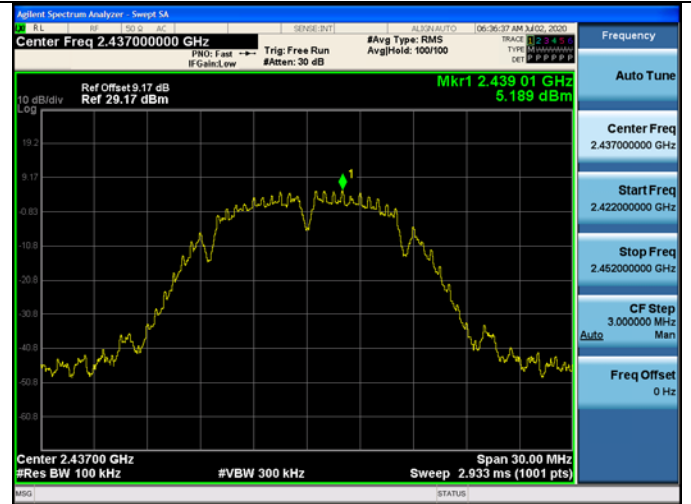 Agilent Spectrum Analyzer - Swept SA
RL RF 50 Ω AC SENSE:INT ALIGN AUTO 06:36:37 AM Jul 02, 2020
Center Freq 2.437000000 GHz
PNO: Fast
IFGain:Low
Trig: Free Run
#Atten: 30 dB
#Avg Type: RMS
Avg|Hold: 100/100
TRACE 1 2 3 4 5 6
TYPE M
DET P P P P P P
Ref Offset 9.17 dB
Ref 29.17 dBm
10 dB/div
Log
Mkr1 2.439 01 GHz
5.189 dBm
19.2
9.17
-0.83
-10.8
-20.8
-30.8
-40.8
-50.8
-60.8
1
Center 2.43700 GHz
#Res BW 100 kHz
#VBW 300 kHz
Span 30.00 MHz
Sweep 2.933 ms (1001 pts)
MSG
STATUS
Frequency
Auto Tune
Center Freq
2.437000000 GHz
Start Freq
2.422000000 GHz
Stop Freq
2.452000000 GHz
CF Step
3.000000 MHz
Auto Man
Freq Offset
0 Hz